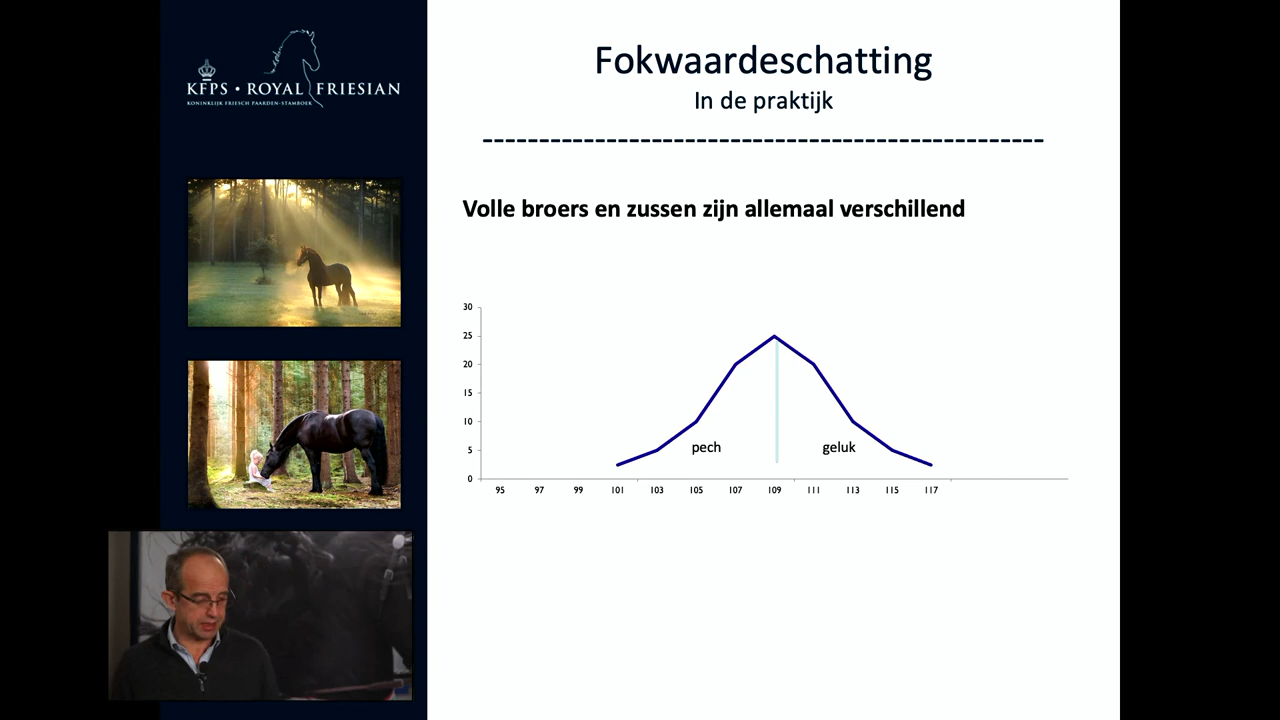 KFPS • ROYAL FRIESIAN
KONINKLIJK FRIESCH PAARDEN-STAMBOEK
Fokwaardeschatting
In de praktijk
------------------------------------------------
Volle broers en zussen zijn allemaal verschillend
30
25
20
15
10
5
0
pech
geluk
95 97 99 101 103 105 107 109 111 113 115 117